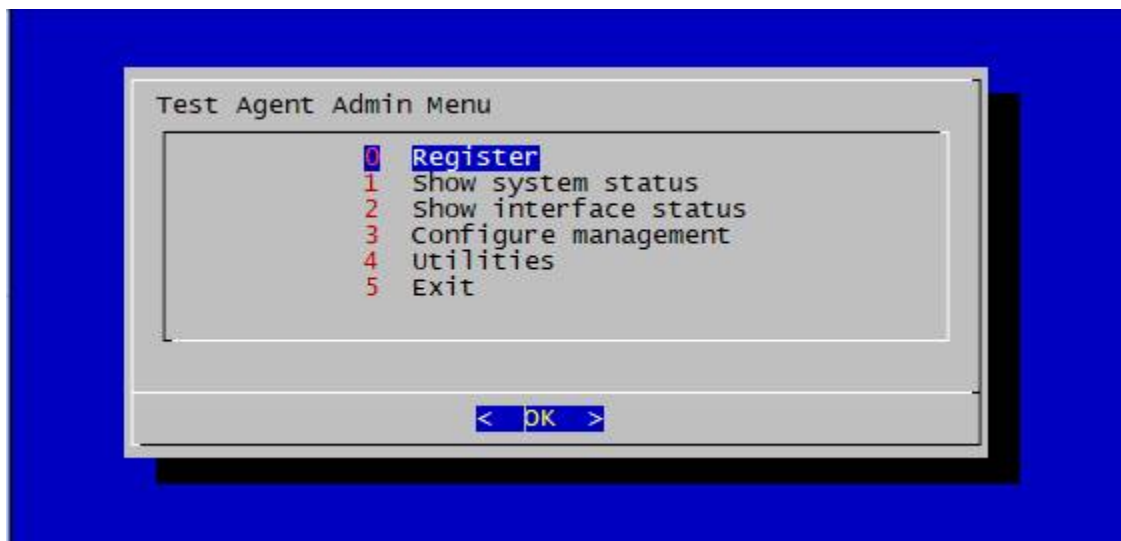 Test Agent Admin Menu
0 Register
1 Show system status
2 Show interface status
3 Configure management
4 Utilities
5 Exit
< OK >